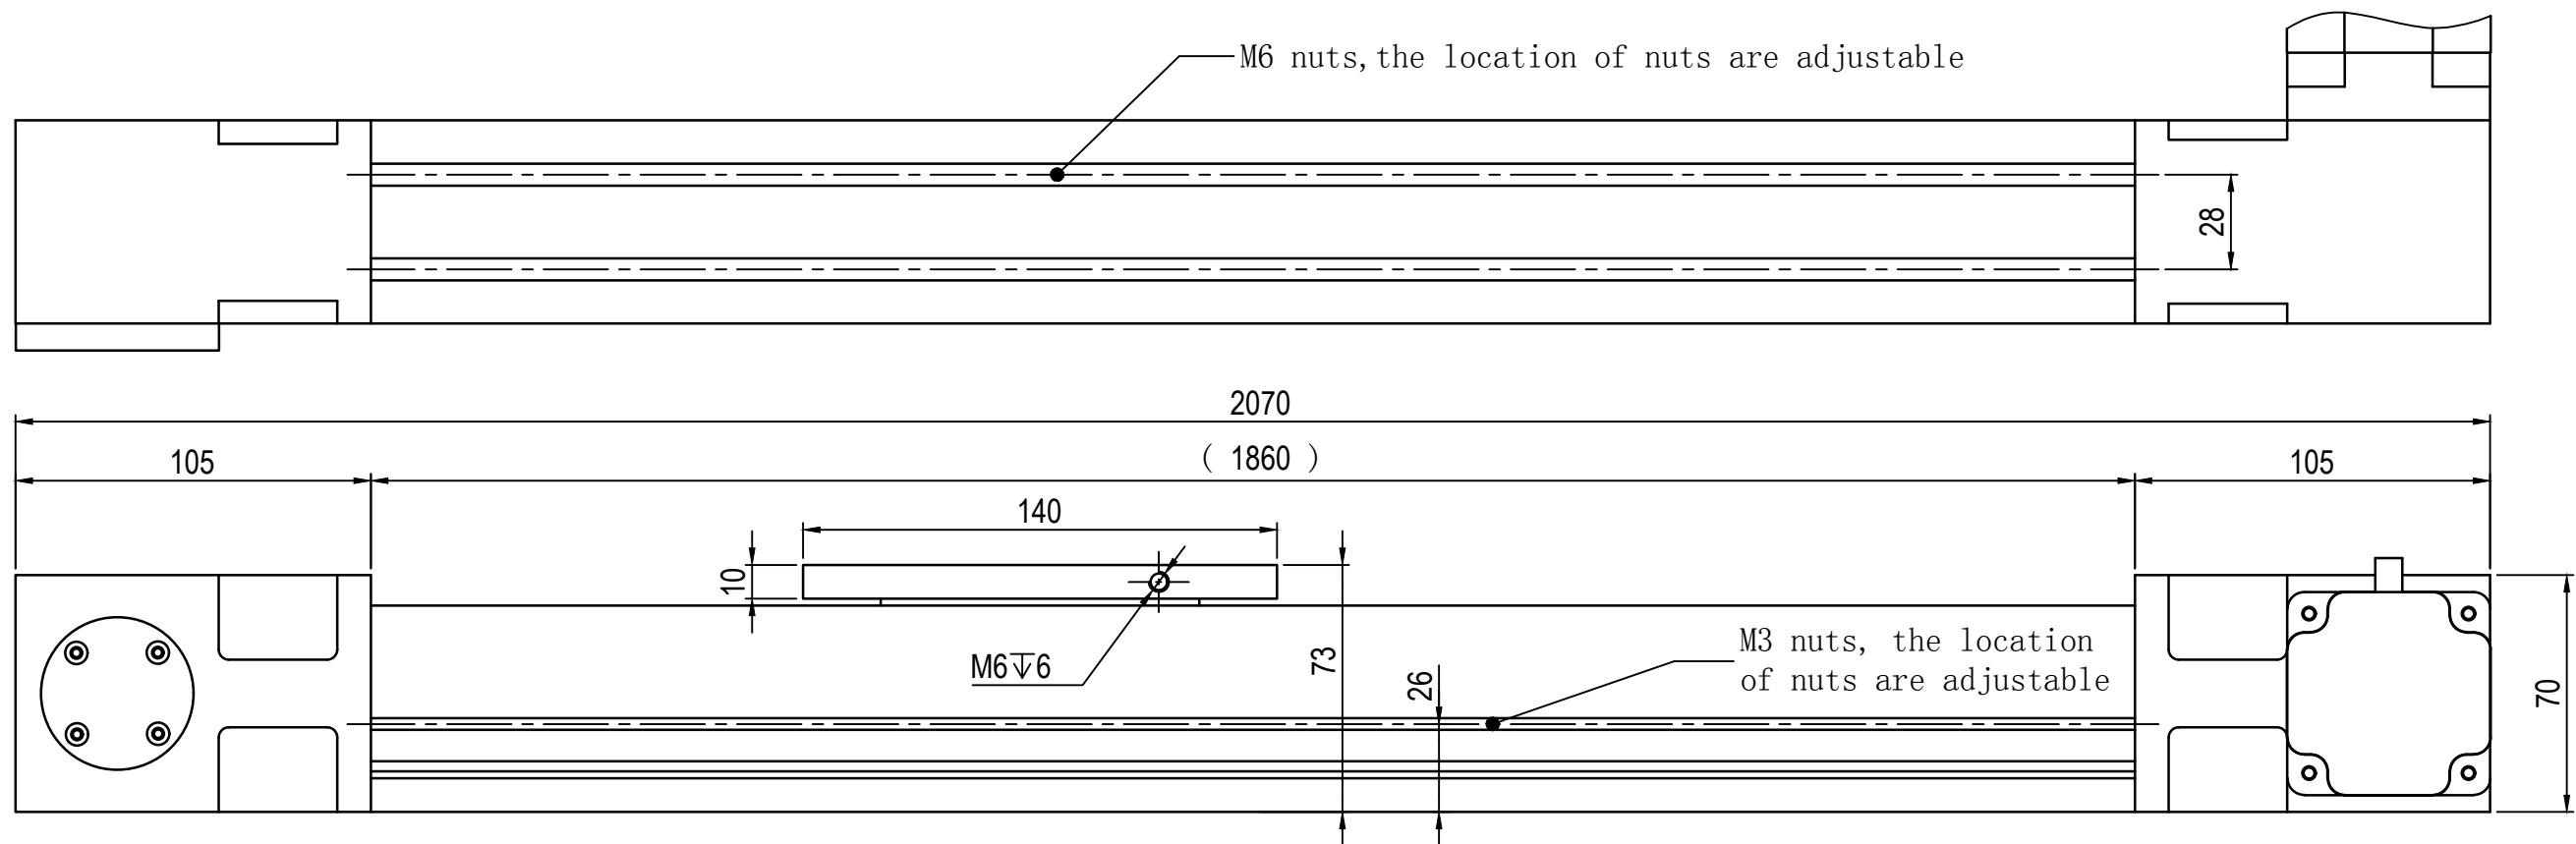 M6 nuts,the location of nuts are adjustable
28
2070
105
( 1860 )
105
140
10
M6↧6
73
26
M3 nuts, the location
of nuts are adjustable
70